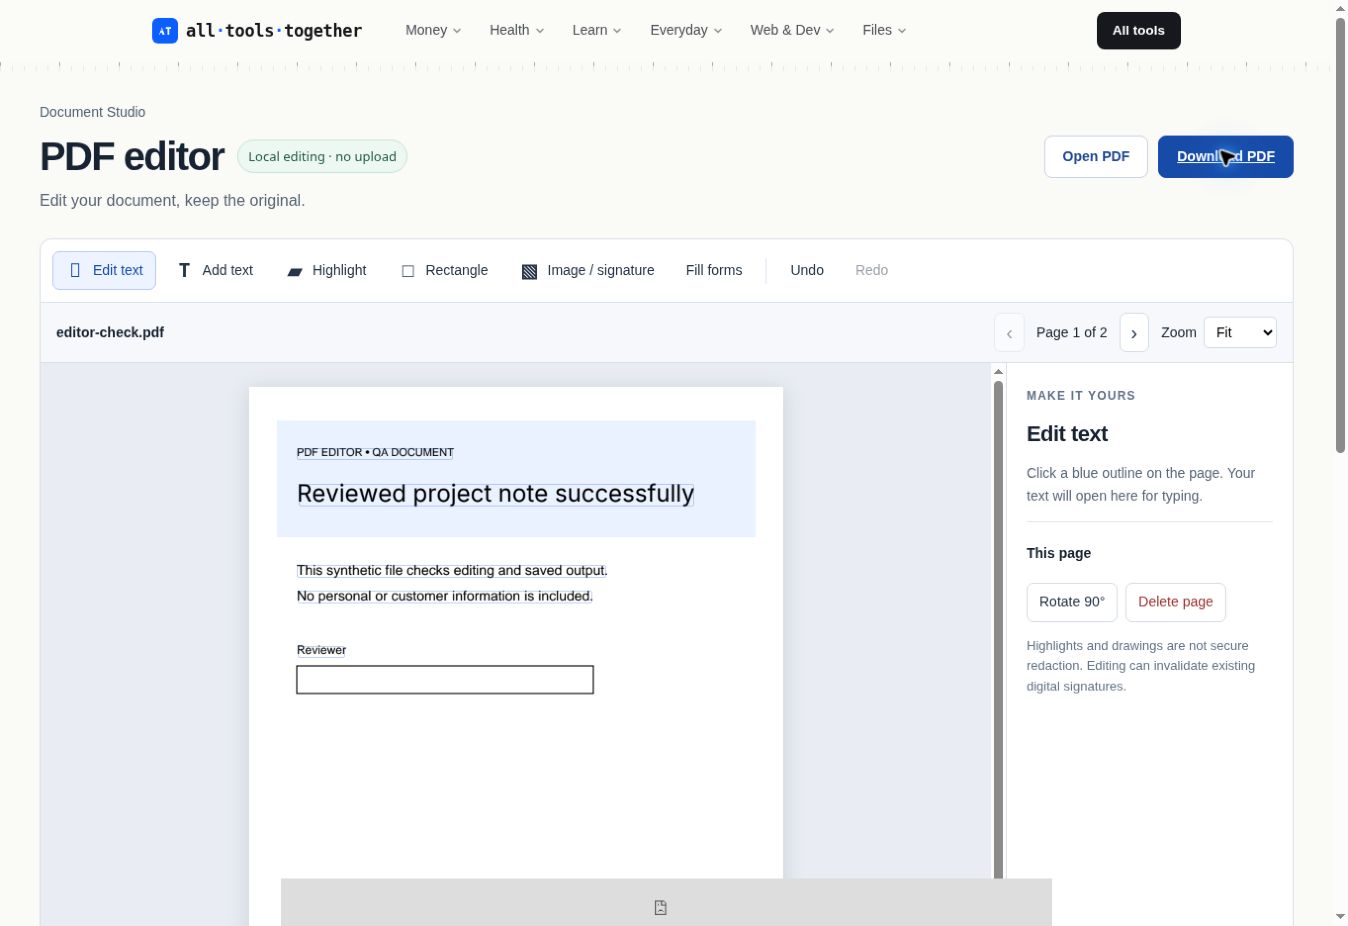 AT all·tools·together Money Health Learn Everyday Web & Dev Files All tools
Document Studio
PDF editor Local editing · no upload Open PDF Download PDF
Edit your document, keep the original.
Edit text T Add text Highlight Rectangle Image / signature Fill forms Undo Redo
editor-check.pdf ‹ Page 1 of 2 › Zoom Fit
PDF EDITOR • QA DOCUMENT
Reviewed project note successfully
This synthetic file checks editing and saved output.
No personal or customer information is included.
Reviewer
MAKE IT YOURS
Edit text
Click a blue outline on the page. Your
text will open here for typing.
This page
Rotate 90° Delete page
Highlights and drawings are not secure
redaction. Editing can invalidate existing
digital signatures.